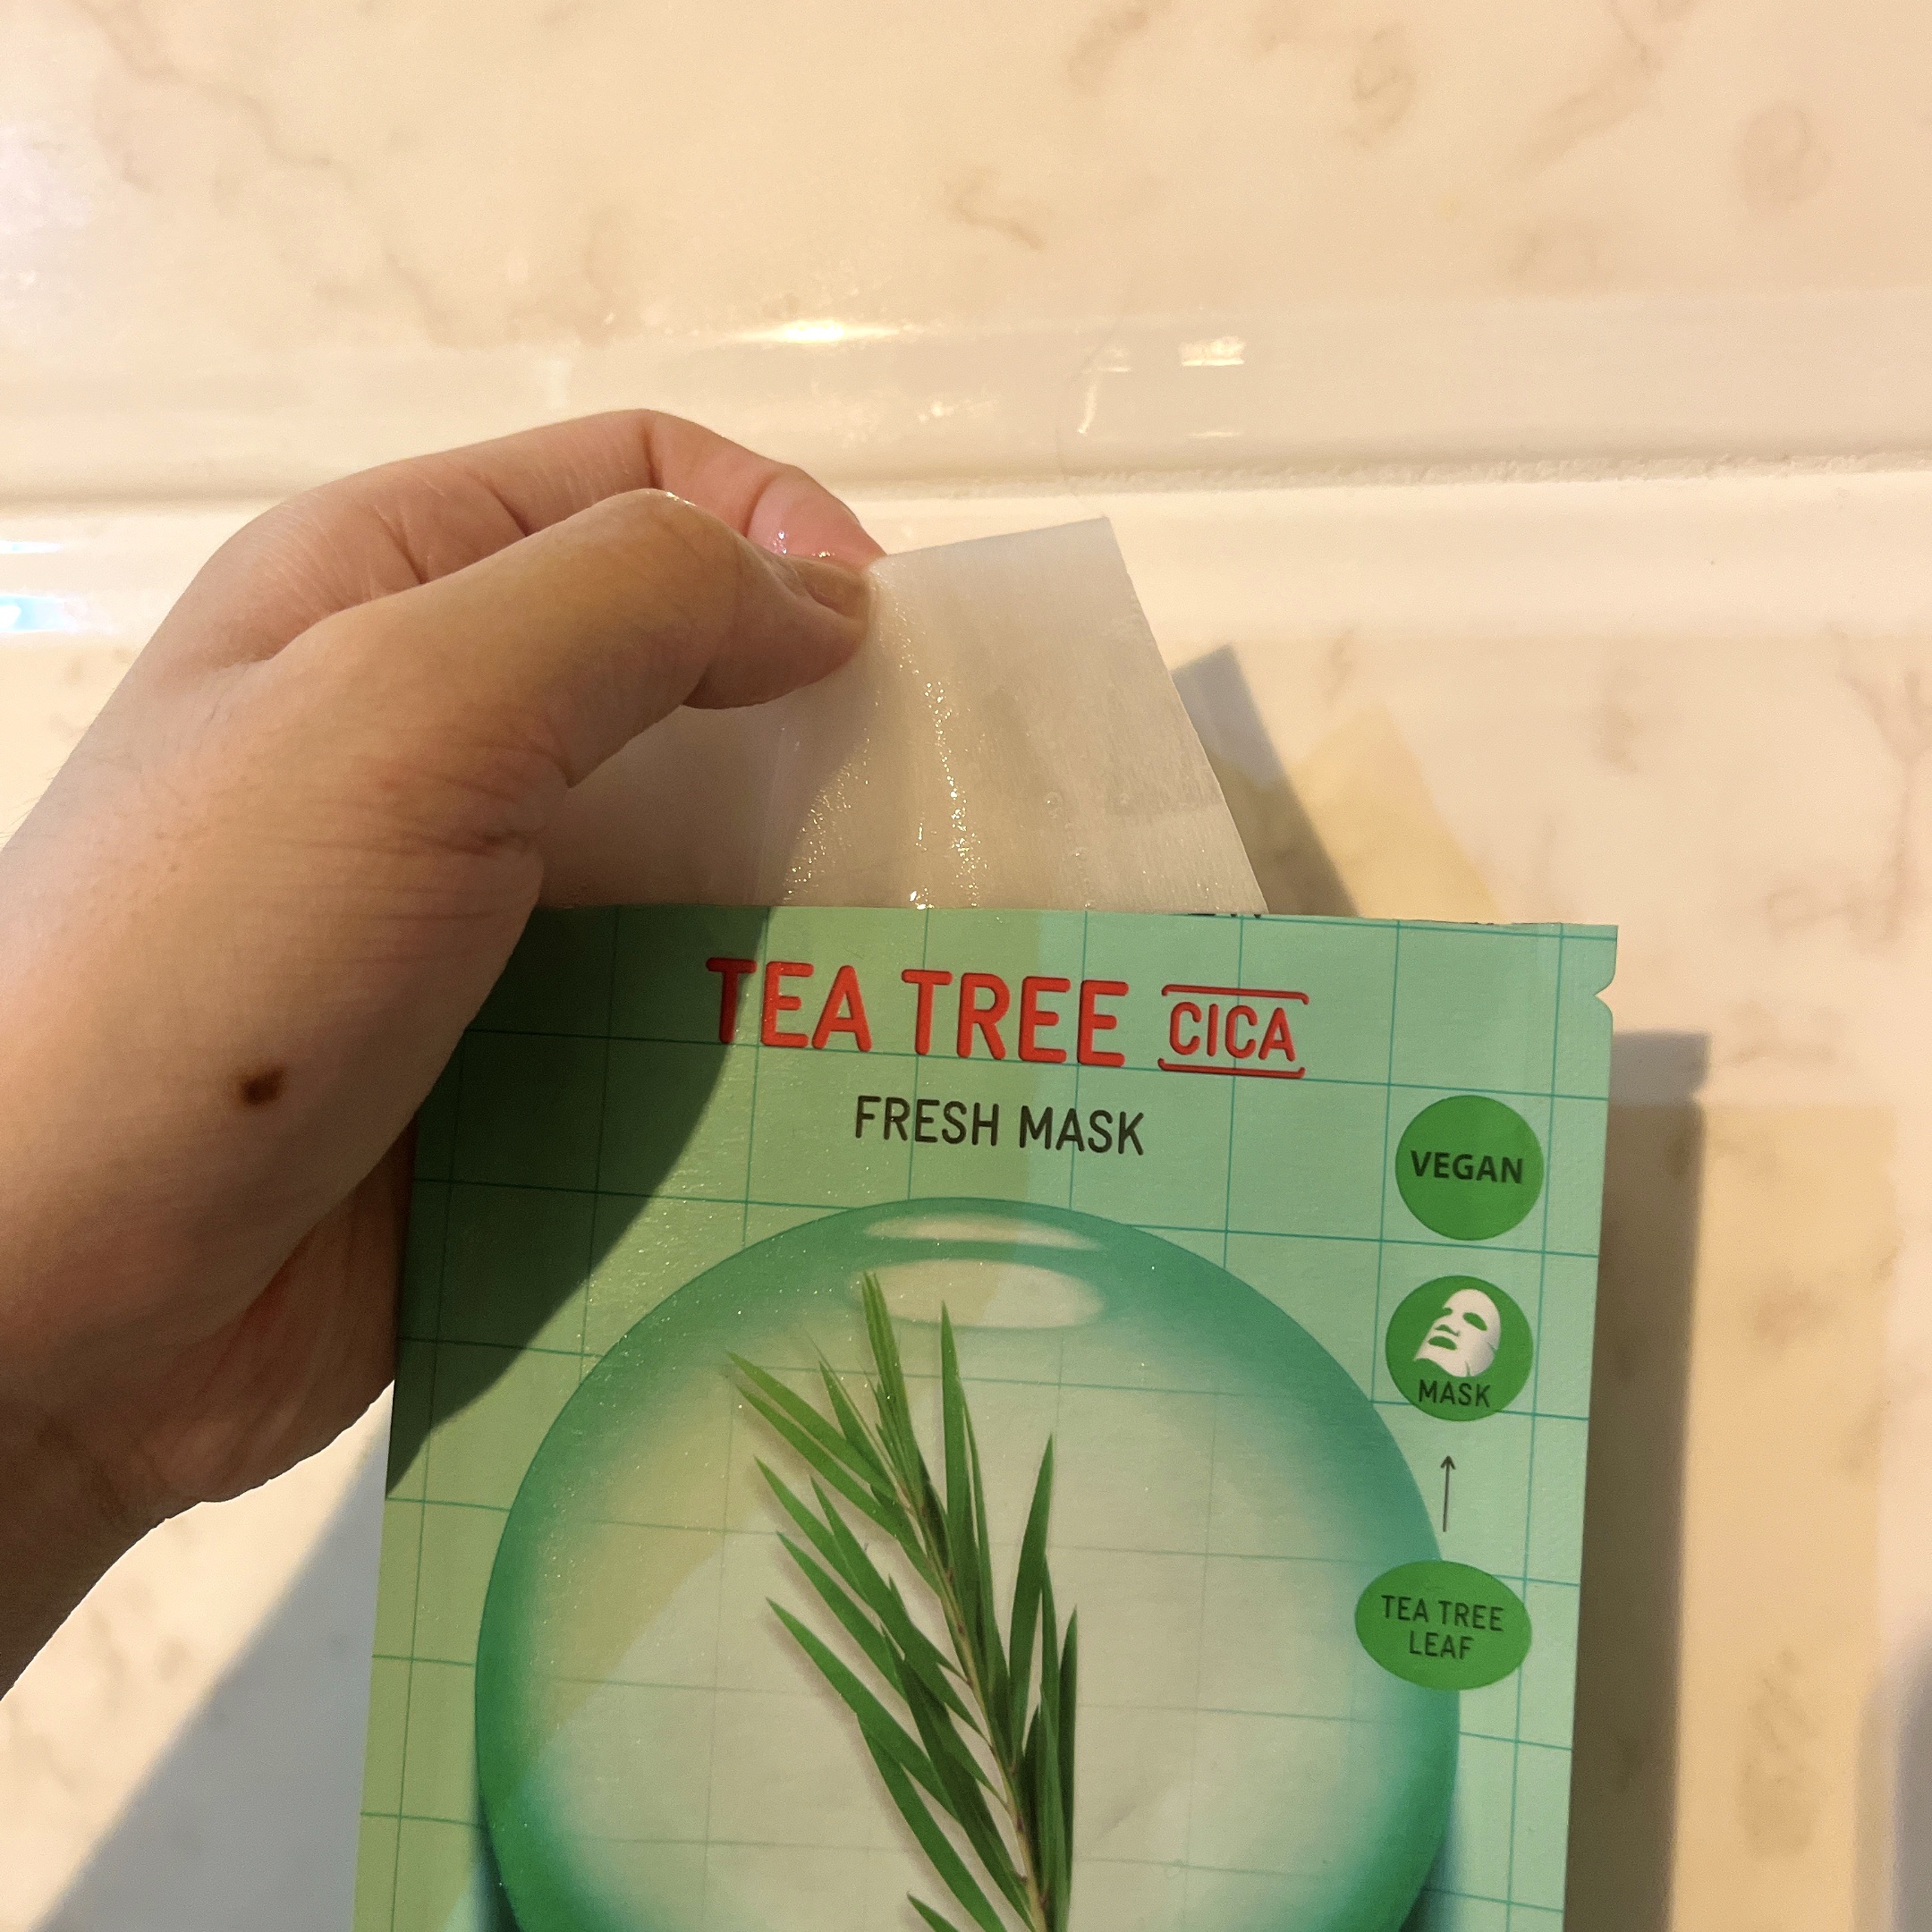 TEA TREE CICA
FRESH MASK
VEGAN
MASK
TEA TREE
LEAF